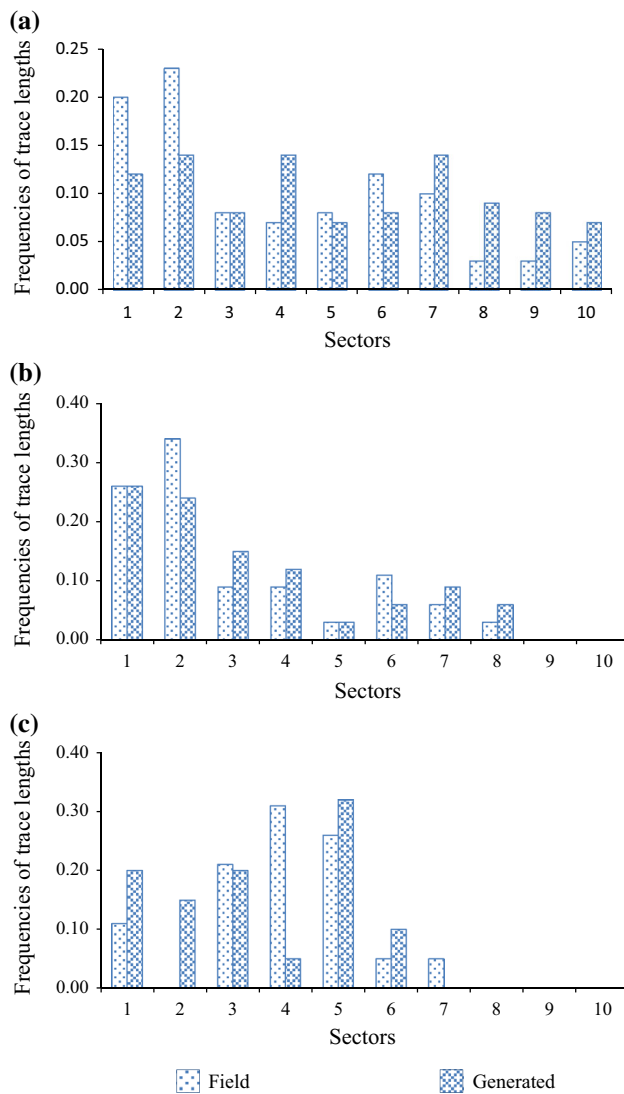 (a)
Frequencies of trace lengths
0.25
0.20
0.15
0.10
0.05
0.00
1 2 3 4 5 6 7 8 9 10
Sectors
(b)
Frequencies of trace lengths
0.40
0.30
0.20
0.10
0.00
1 2 3 4 5 6 7 8 9 10
Sectors
(c)
Frequencies of trace lengths
0.40
0.30
0.20
0.10
0.00
1 2 3 4 5 6 7 8 9 10
Sectors
Field Generated